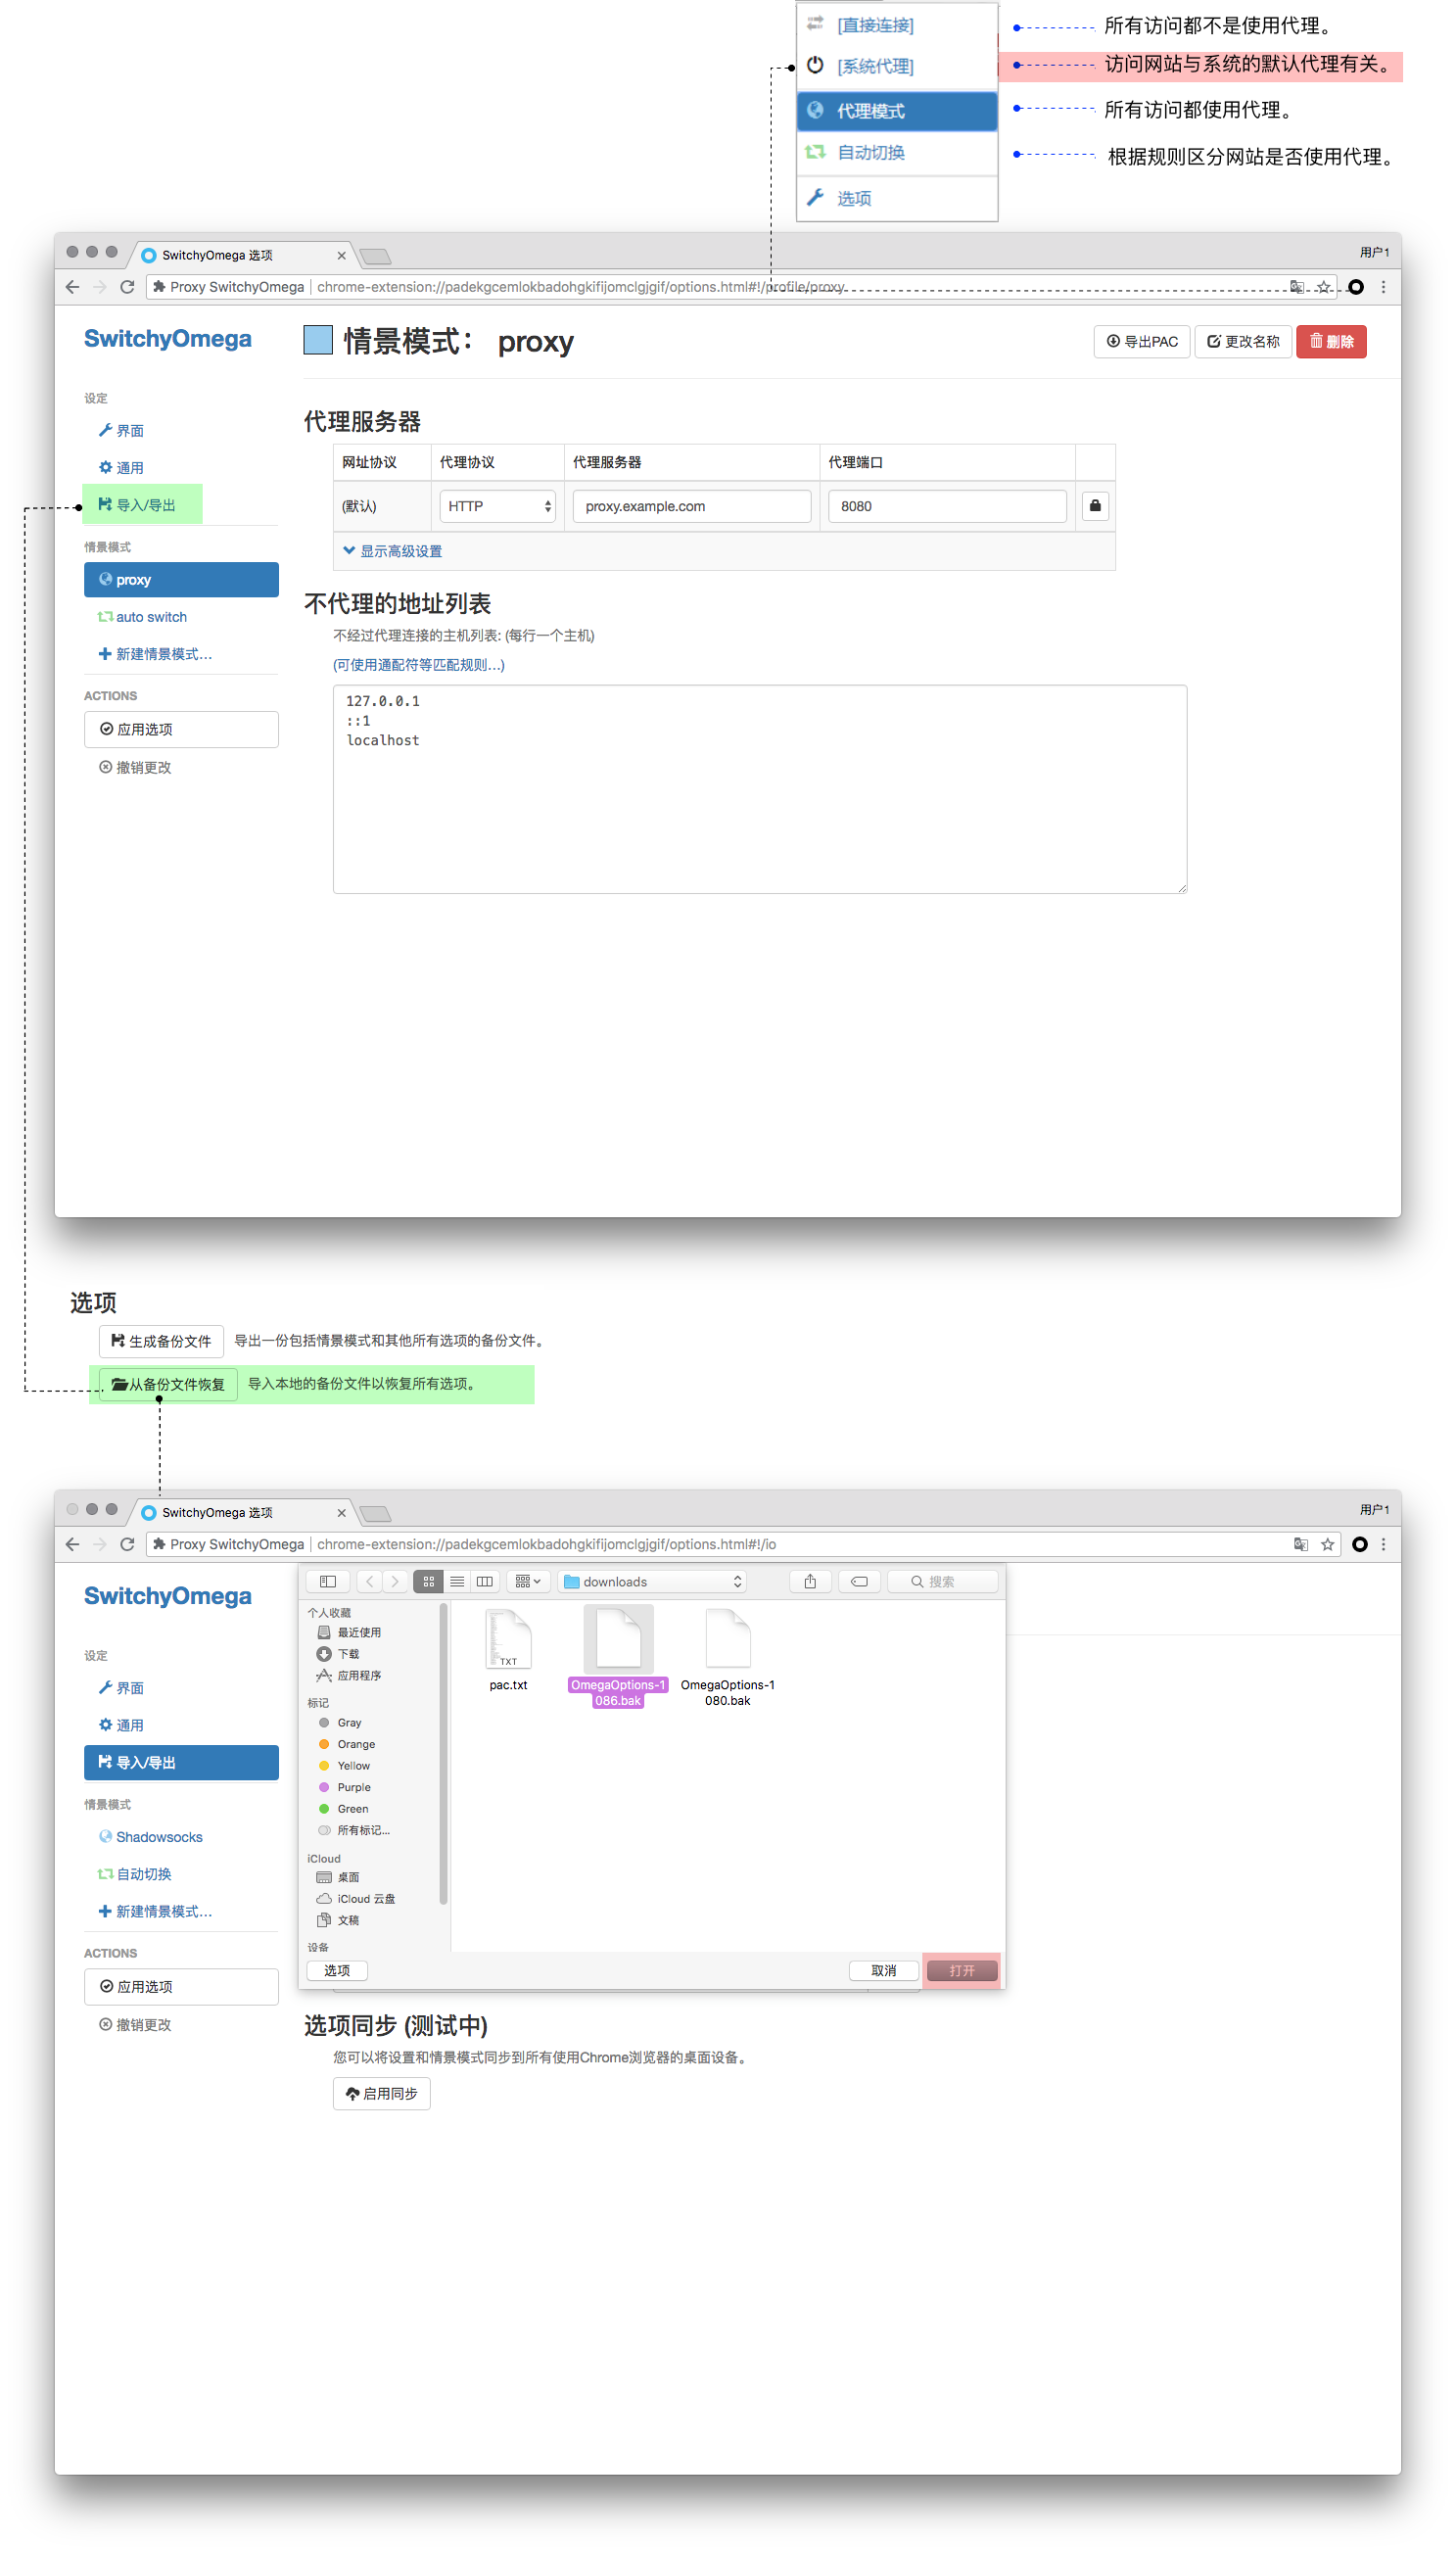 [直接连接]
所有访问都不是使用代理。
[系统代理]
访问网站与系统的默认代理有关。
代理模式
所有访问都使用代理。
自动切换
根据规则区分网站是否使用代理。
选项
SwitchyOmega 选项
用户1
Proxy SwitchyOmega | chrome-extension://padekgcemlokbadohgkifijomclgjgif/options.html#!/profile/proxy
SwitchyOmega
情景模式： proxy
导出PAC
更改名称
删除
设定
界面
通用
导入/导出
情景模式
proxy
auto switch
新建情景模式...
ACTIONS
应用选项
撤销更改
代理服务器
网址协议 代理协议 代理服务器 代理端口
(默认) HTTP proxy.example.com 8080
显示高级设置
不代理的地址列表
不经过代理连接的主机列表: (每行一个主机)
(可使用通配符等匹配规则...)
127.0.0.1
::1
localhost
选项
生成备份文件 导出一份包括情景模式和其他所有选项的备份文件。
从备份文件恢复 导入本地的备份文件以恢复所有选项。
SwitchyOmega 选项
用户1
Proxy SwitchyOmega | chrome-extension://padekgcemlokbadohgkifijomclgjgif/options.html#!/io
SwitchyOmega
设定
界面
通用
导入/导出
情景模式
Shadowsocks
自动切换
新建情景模式...
ACTIONS
应用选项
撤销更改
downloads
搜索
个人收藏
最近使用
下载
应用程序
标记
Gray
Orange
Yellow
Purple
Green
所有标记...
iCloud
桌面
iCloud 云盘
文稿
设备
TXT
pac.txt
OmegaOptions-1
086.bak
OmegaOptions-1
080.bak
选项
取消
打开
选项同步 (测试中)
您可以将设置和情景模式同步到所有使用Chrome浏览器的桌面设备。
启用同步